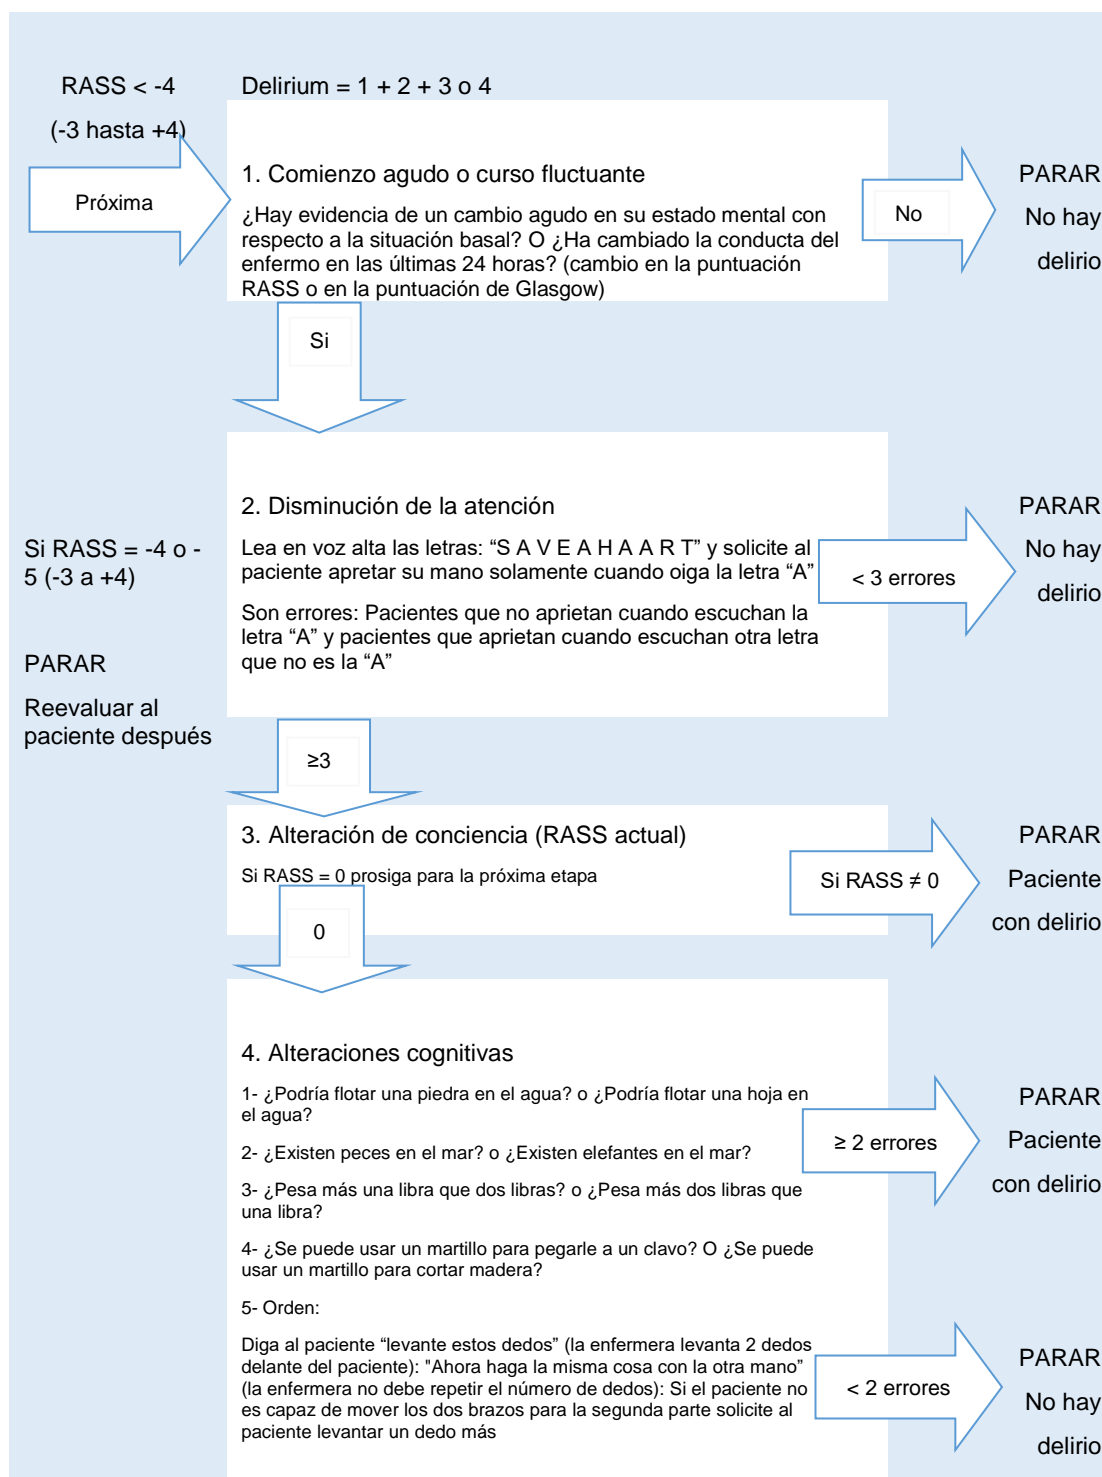 RASS < -4
(-3 hasta +4)
Próxima
Delirium = 1 + 2 + 3 o 4
1. Comienzo agudo o curso fluctuante
¿Hay evidencia de un cambio agudo en su estado mental con
respecto a la situación basal? O ¿Ha cambiado la conducta del
enfermo en las últimas 24 horas? (cambio en la puntuación
RASS o en la puntuación de Glasgow)
No
PARAR
No hay
delirio
Si
2. Disminución de la atención
Lea en voz alta las letras: “S A V E A H A A R T” y solicite al
paciente apretar su mano solamente cuando oiga la letra “A”
Son errores: Pacientes que no aprietan cuando escuchan la
letra “A” y pacientes que aprietan cuando escuchan otra letra
que no es la “A”
< 3 errores
PARAR
No hay
delirio
Si RASS = -4 o -
5 (-3 a +4)
PARAR
Reevaluar al
paciente después
≥3
3. Alteración de conciencia (RASS actual)
Si RASS = 0 prosiga para la próxima etapa
Si RASS ≠ 0
PARAR
Paciente
con delirio
0
4. Alteraciones cognitivas
1- ¿Podría flotar una piedra en el agua? o ¿Podría flotar una hoja en
el agua?
2- ¿Existen peces en el mar? o ¿Existen elefantes en el mar?
3- ¿Pesa más una libra que dos libras? o ¿Pesa más dos libras que
una libra?
4- ¿Se puede usar un martillo para pegarle a un clavo? O ¿Se puede
usar un martillo para cortar madera?
5- Orden:
Diga al paciente “levante estos dedos” (la enfermera levanta 2 dedos
delante del paciente): "Ahora haga la misma cosa con la otra mano”
(la enfermera no debe repetir el número de dedos): Si el paciente no
es capaz de mover los dos brazos para la segunda parte solicite al
paciente levantar un dedo más
≥ 2 errores
PARAR
Paciente
con delirio
< 2 errores
PARAR
No hay
delirio